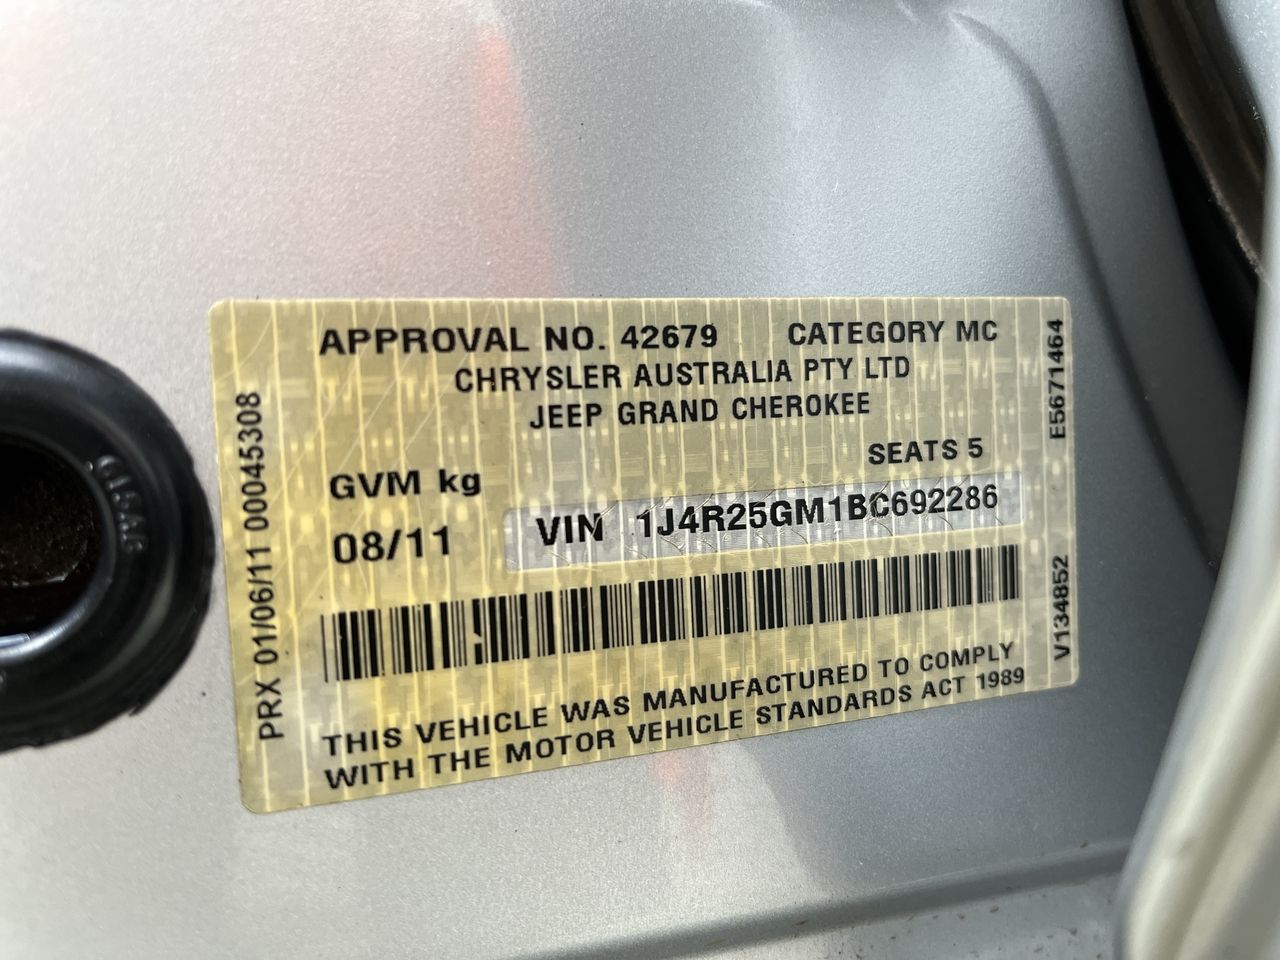 APPROVAL NO. 42679 CATEGORY MC
CHRYSLER AUSTRALIA PTY LTD
JEEP GRAND CHEROKEE
SEATS 5
GVM kg
08/11 VIN 1J4R25GM1BC692286
THIS VEHICLE WAS MANUFACTURED TO COMPLY
WITH THE MOTOR VEHICLE STANDARDS ACT 1989
PRX 01/06/11 00045308
E5671464
V134852